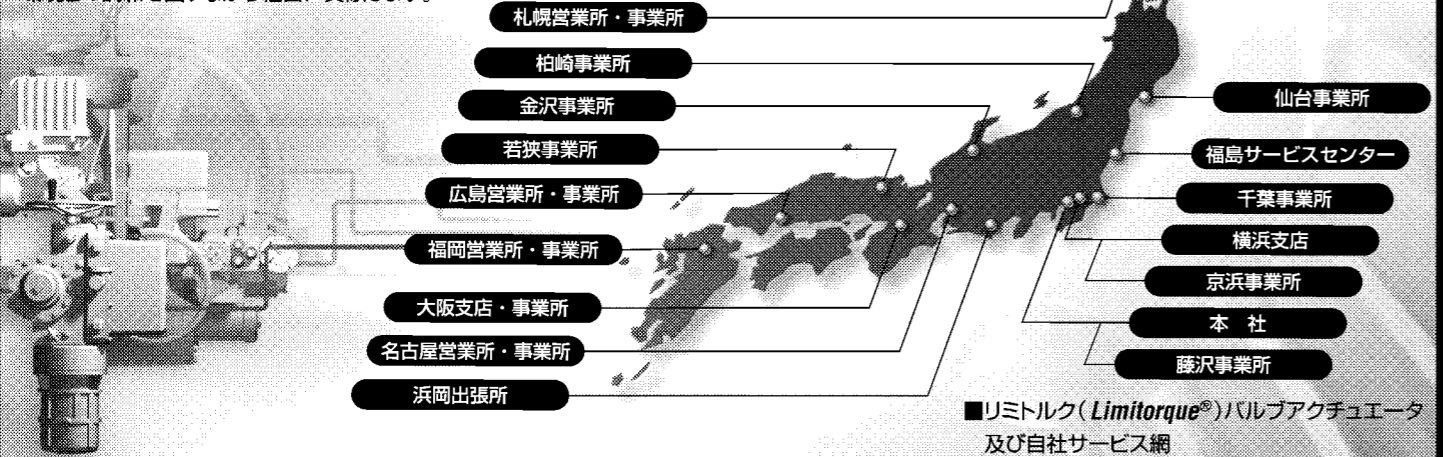 札幌営業所・事業所
柏崎事業所
金沢事業所
若狭事業所
広島営業所・事業所
福岡営業所・事業所
大阪支店・事業所
名古屋営業所・事業所
浜岡出張所
仙台事業所
福島サービスセンター
千葉事業所
横浜支店
京浜事業所
本 社
藤沢事業所
■リミトルク(Limitorque®)バルブアクチュエータ
及び自社サービス網